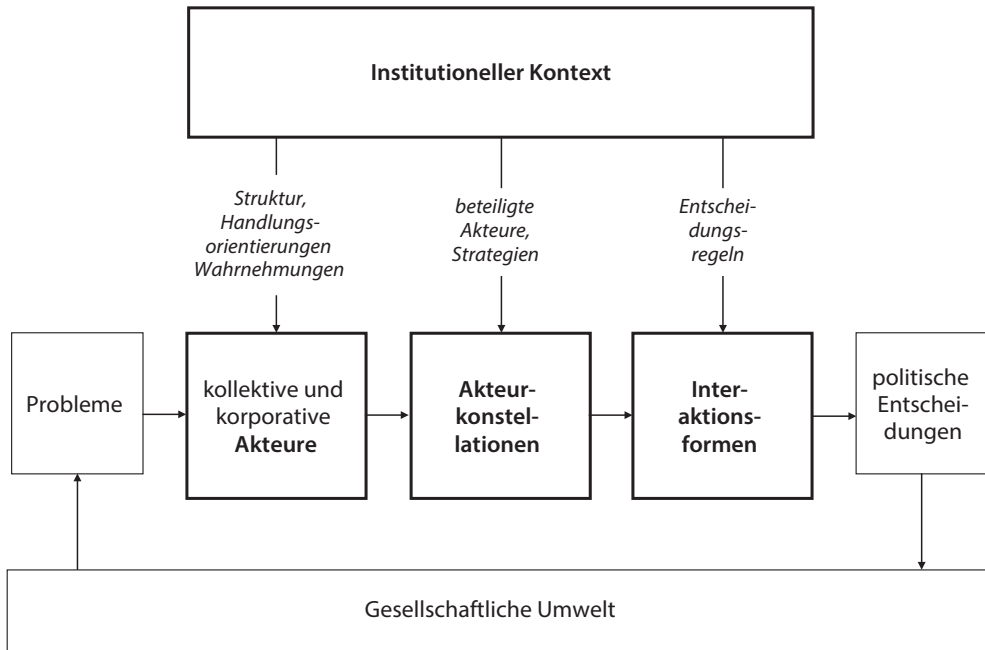 Institutioneller Kontext
Struktur,
Handlungs-
orientierungen
Wahrnehmungen
beteiligte
Akteure,
Strategien
Entschei-
dungs-
regeln
Probleme
kollektive und
korporative
Akteure
Akteur-
konstel-
lationen
Inter-
aktions-
formen
politische
Entschei-
dungen
Gesellschaftliche Umwelt